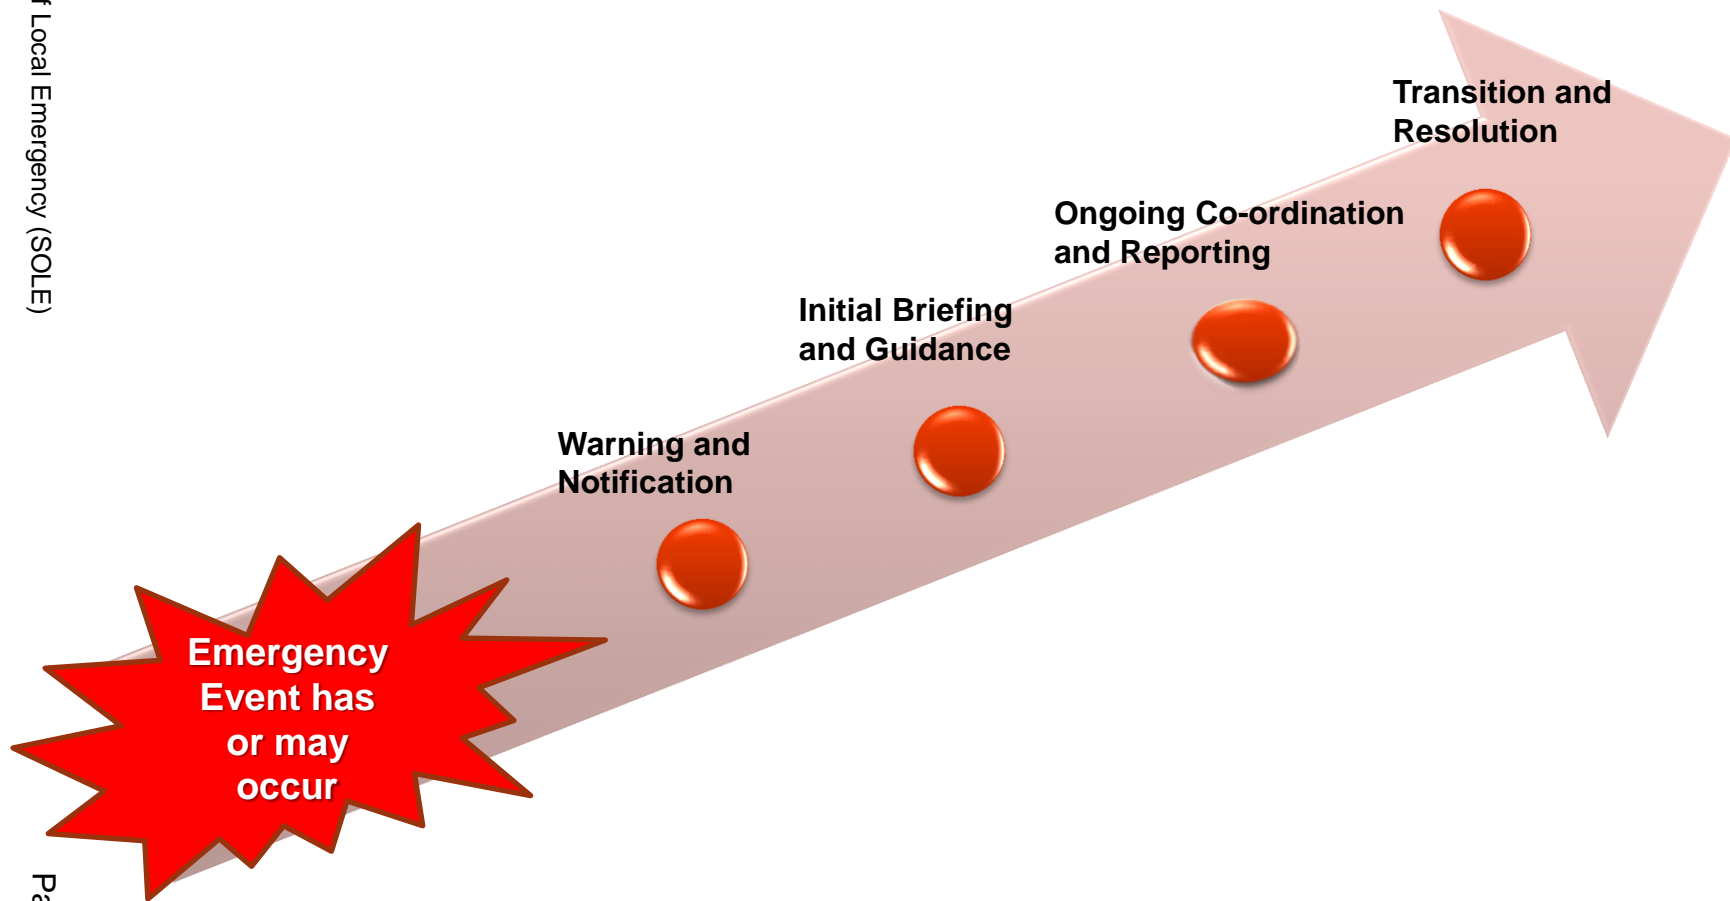 f Local Emergency (SOLE)
Transition and
Resolution
Ongoing Co-ordination
and Reporting
Initial Briefing
and Guidance
Warning and
Notification
Emergency
Event has
or may
occur
Pa